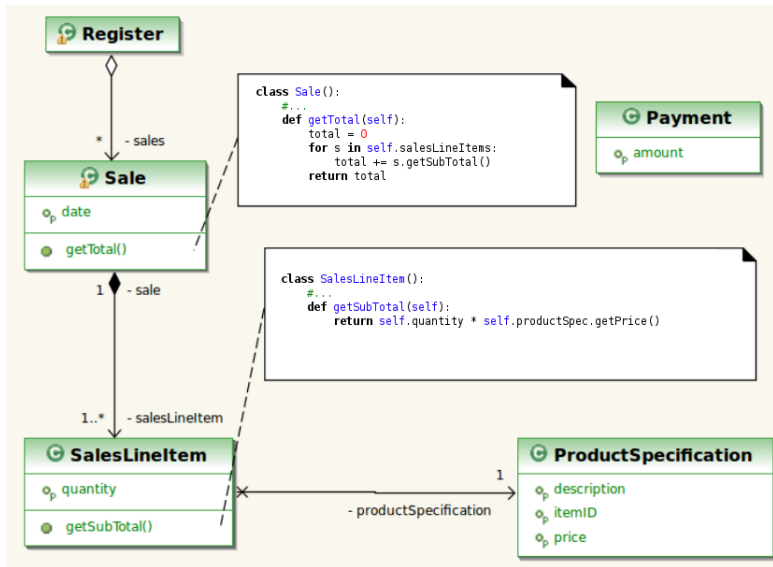 Register
* - sales
class Sale():
#...
def getTotal(self):
total = 0
for s in self.salesLineItems:
total += s.getSubTotal()
return total
Payment
amount
Sale
date
getTotal()
1 - sale
class SalesLineItem():
#...
def getSubTotal(self):
return self.quantity * self.productSpec.getPrice()
1..* - salesLineItem
SalesLineItem
quantity
getSubTotal()
1
- productSpecification
ProductSpecification
description
itemID
price